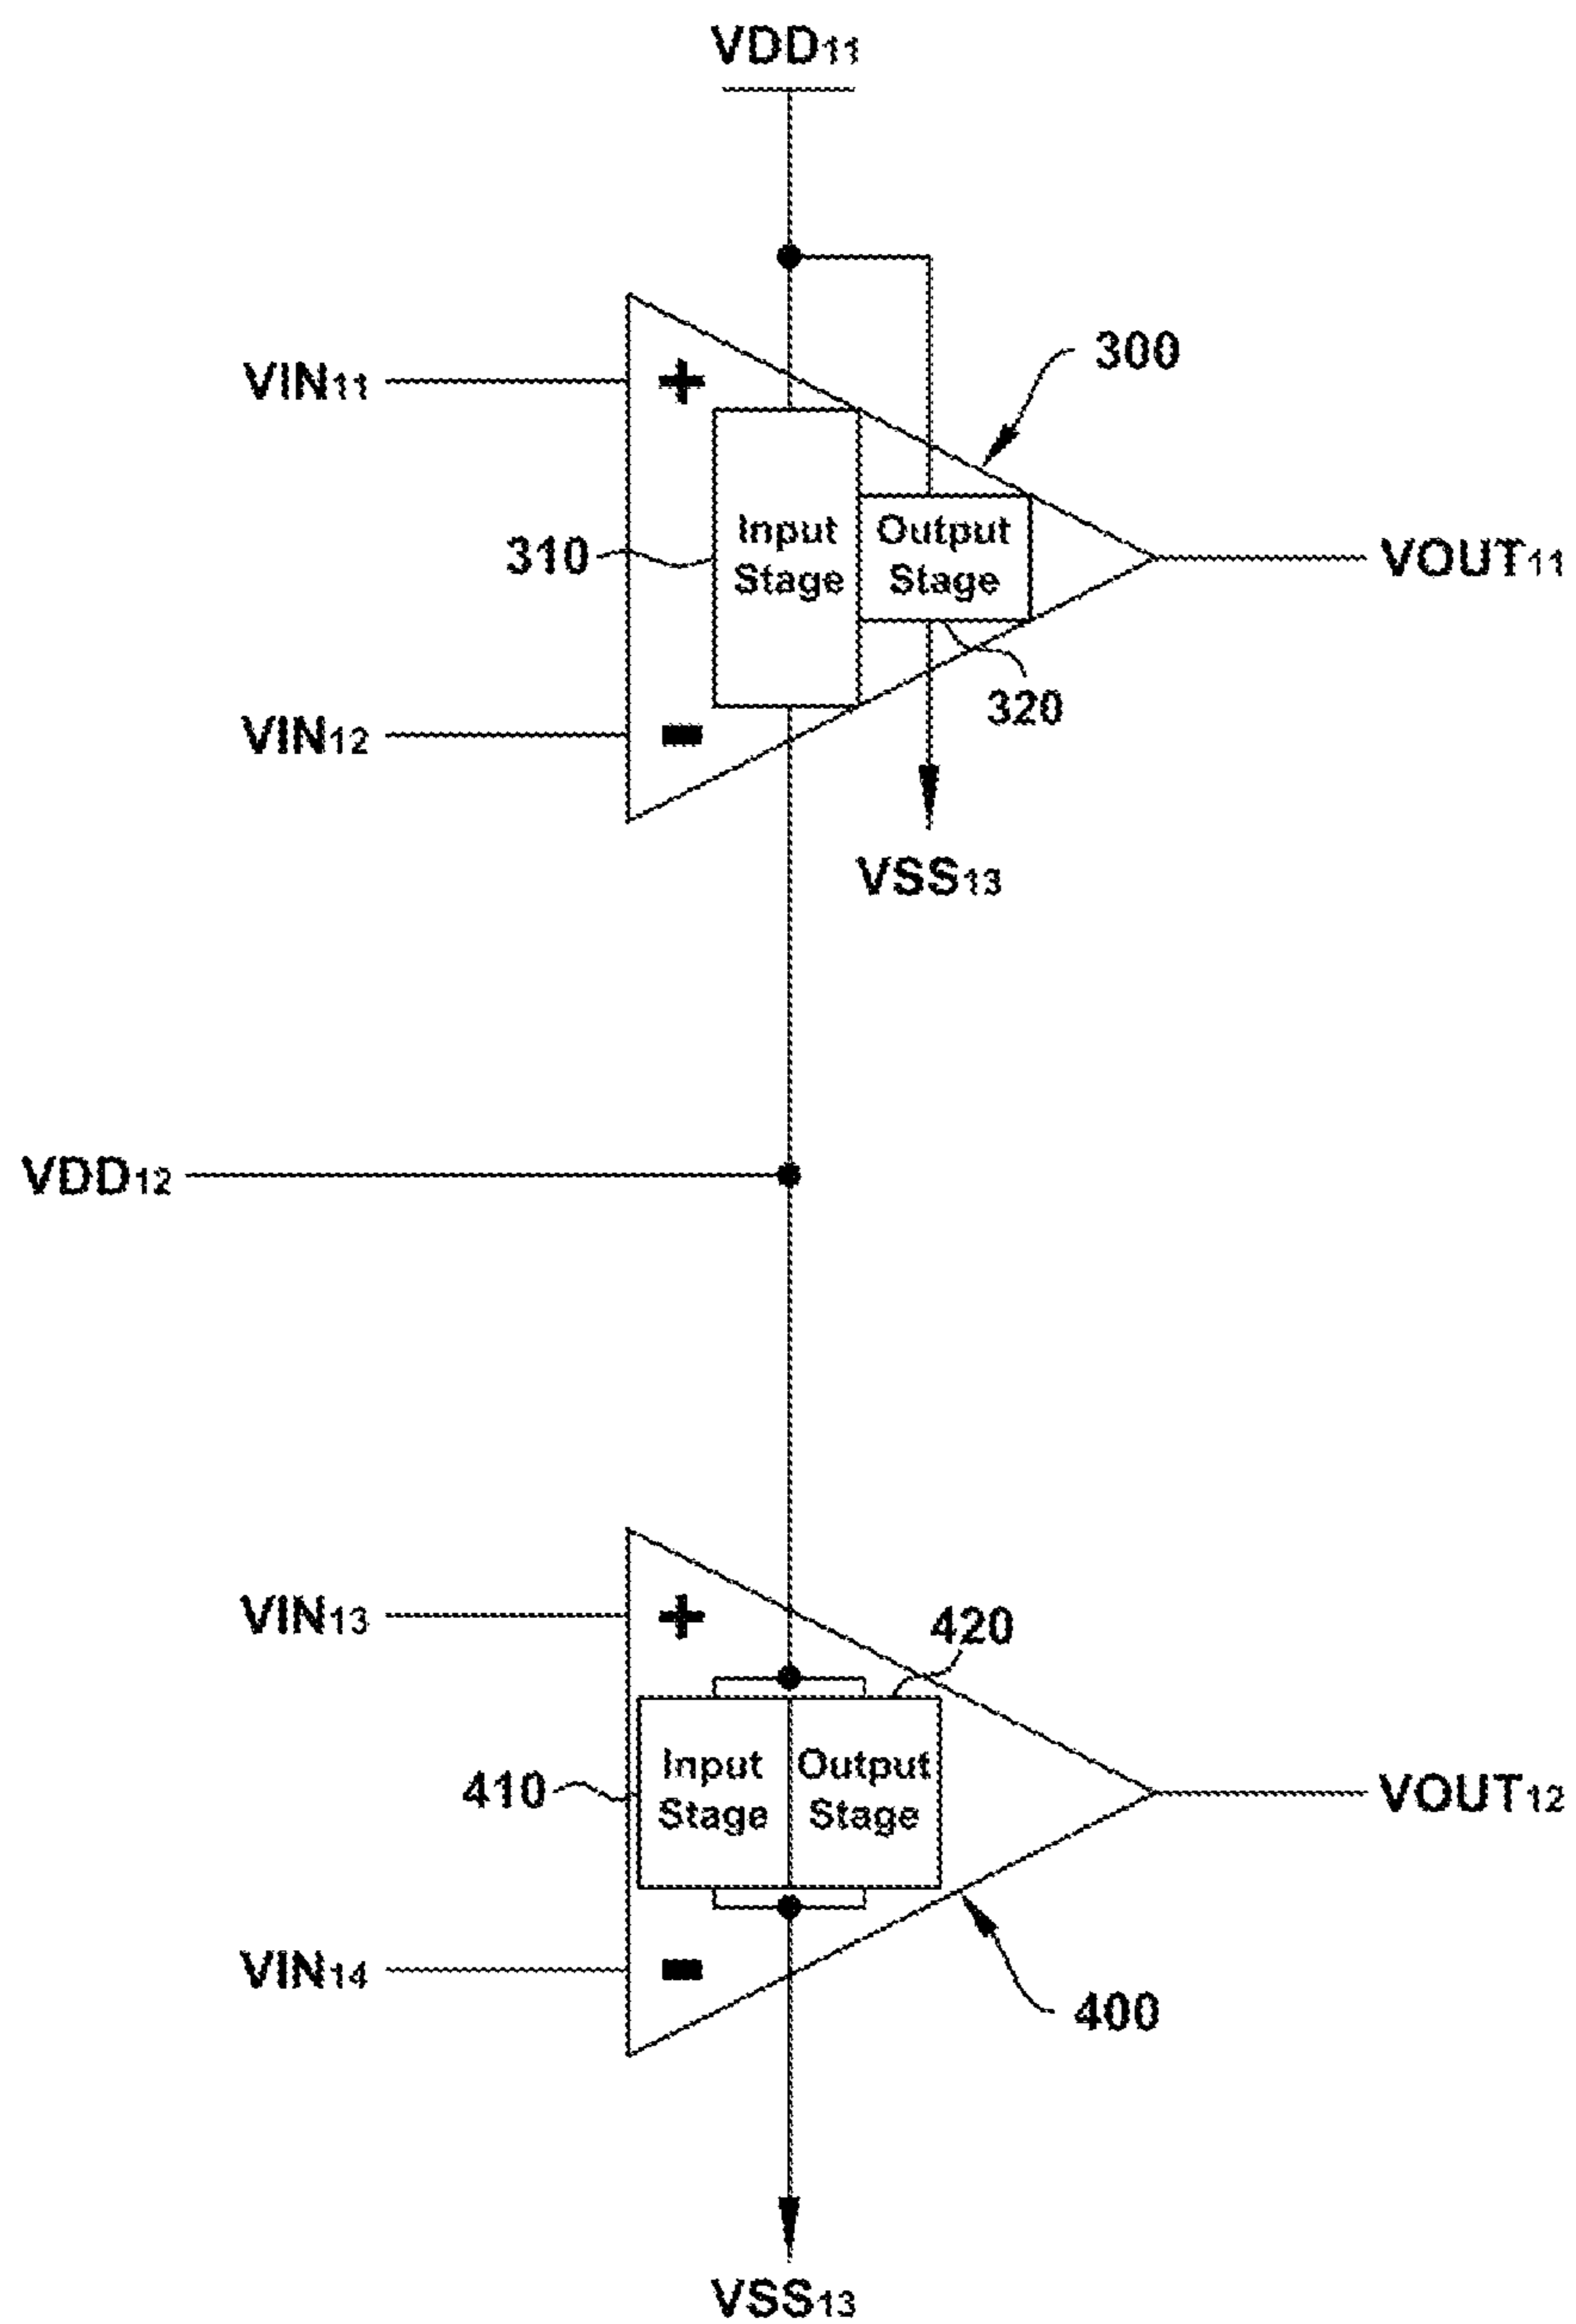 VDD11
300
VIN11
+
Input
Stage
Output
Stage
310
VOUT11
320
VIN12
-
VSS13
VDD12
VIN13
+
420
Input
Stage
Output
Stage
410
VOUT12
VIN14
-
400
VSS13